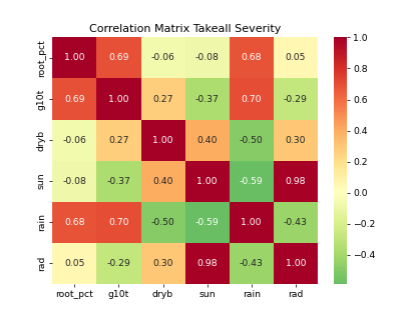 Correlation Matrix Takeall Severity
root_pct 1.00 0.69 -0.06 -0.08 0.68 0.05
g10t 0.69 1.00 0.27 -0.37 0.70 -0.29
dryb -0.06 0.27 1.00 0.40 -0.50 0.30
sun -0.08 -0.37 0.40 1.00 -0.59 0.98
rain 0.68 0.70 -0.50 -0.59 1.00 -0.43
rad 0.05 -0.29 0.30 0.98 -0.43 1.00
root_pct g10t dryb sun rain rad
1.0
0.8
0.6
0.4
0.2
0.0
−0.2
−0.4